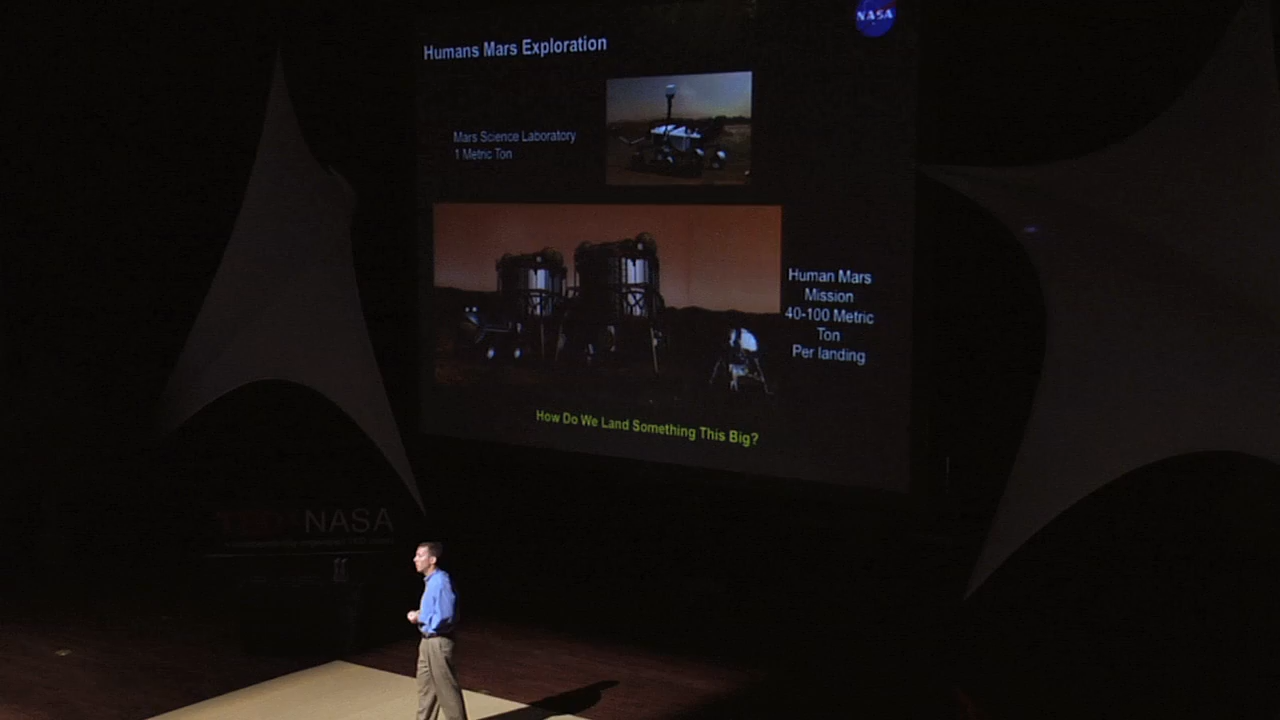 NASA
Humans Mars Exploration
Mars Science Laboratory
1 Metric Ton
Human Mars
Mission
40-100 Metric
Ton
Per landing
How Do We Land Something This Big?
NASA